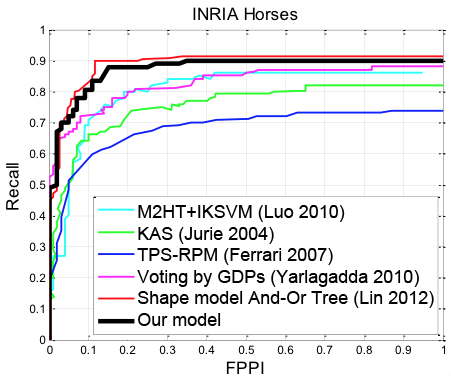 INRIA Horses
1
0.9
0.8
0.7
0.6
0.5
0.4
0.3
0.2
0.1
0
Recall
M2HT+IKSVM (Luo 2010)
KAS (Jurie 2004)
TPS-RPM (Ferrari 2007)
Voting by GDPs (Yarlagadda 2010)
Shape model And-Or Tree (Lin 2012)
Our model
0 0.1 0.2 0.3 0.4 0.5 0.6 0.7 0.8 0.9 1
FPPI